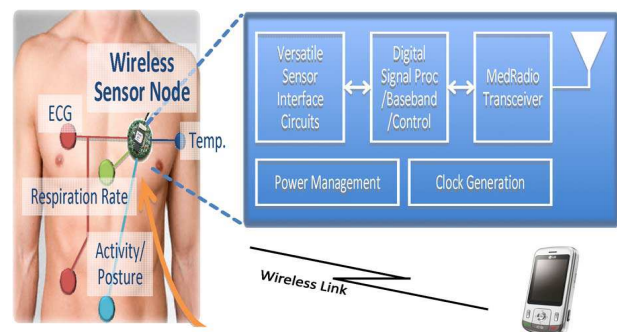 Wireless
Sensor Node
ECG
Temp.
Respiration Rate
Activity/
Posture
Versatile
Sensor
Interface
Circuits
Digital
Signal Proc
/Baseband
/Control
MedRadio
Transceiver
Power Management
Clock Generation
Wireless Link
LG